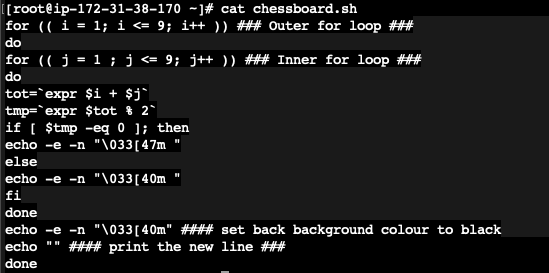 [[root@ip-172-31-38-170 ~]# cat chessboard.sh
for (( i = 1; i <= 9; i++ )) ### Outer for loop ###
do
for (( j = 1 ; j <= 9; j++ )) ### Inner for loop ###
do
tot=`expr $i + $j`
tmp=`expr $tot % 2`
if [ $tmp -eq 0 ]; then
echo -e -n "\033[47m "
else
echo -e -n "\033[40m "
fi
done
echo -e -n "\033[40m" #### set back background colour to black
echo "" #### print the new line ###
done